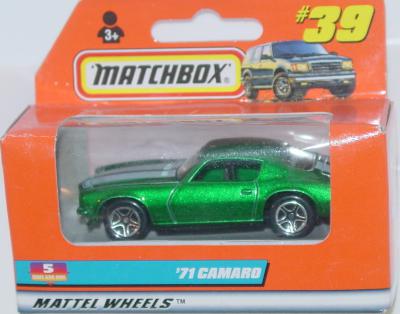 #39
3+
MATCHBOX
5
'71 CAMARO
MATTEL WHEELS™